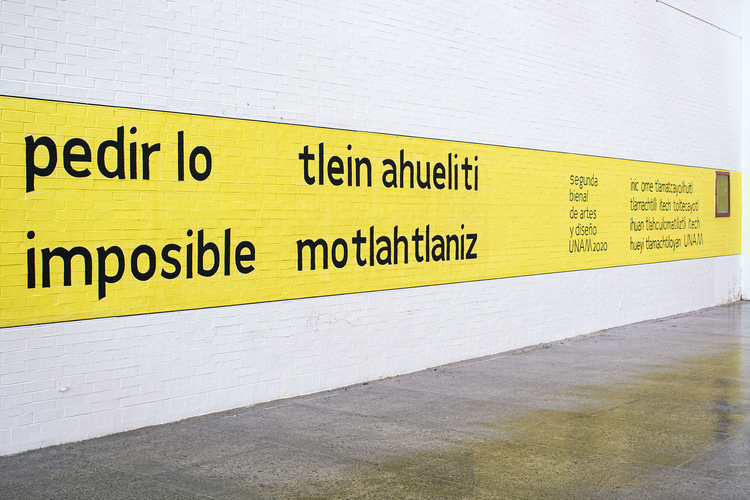 pedir lo
imposible
tlein ahueliti
motlahtlaniz
segunda
bienal
de artes
y diseño
UNAM 2020
inic ome tlamatcayolhuitl
tlamachtilli itech toltecayotl
ihuan tlahcuilomatiliztli itech
hueyi tlamachtiloyan UNAM